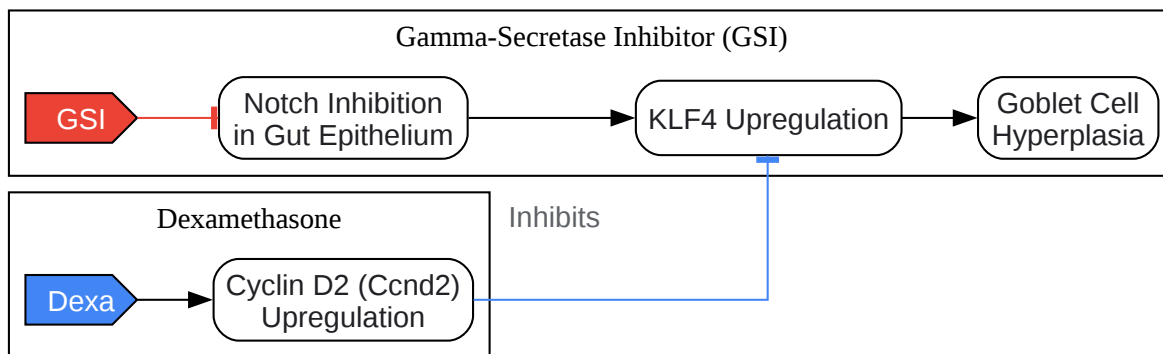 Gamma-Secretase Inhibitor (GSI)
GSI
Notch Inhibition
in Gut Epithelium
KLF4 Upregulation
Goblet Cell
Hyperplasia
Dexamethasone
Inhibits
Dexa
Cyclin D2 (Ccnd2)
Upregulation